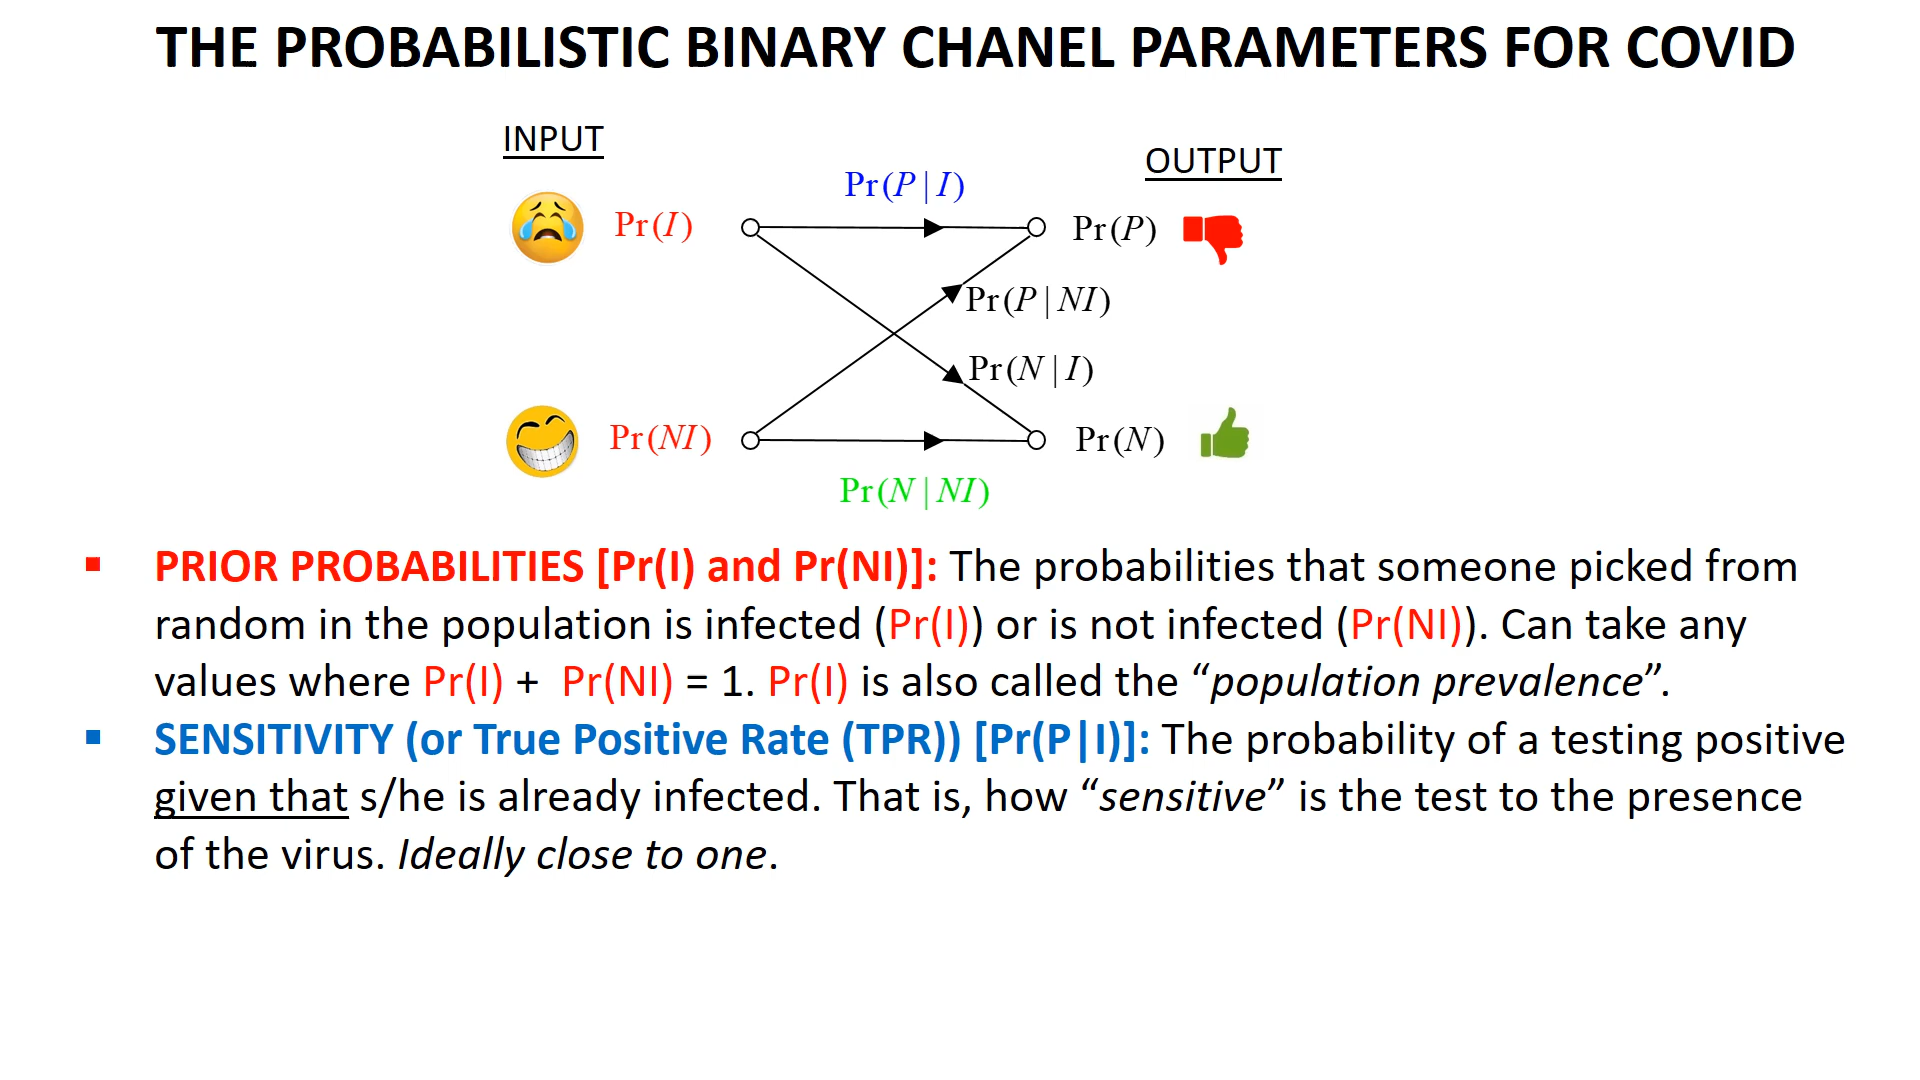 THE PROBABILISTIC BINARY CHANEL PARAMETERS FOR COVID
INPUT
OUTPUT
Pr(P | I)
Pr(I)
Pr(P)
Pr(P | NI)
Pr(N | I)
Pr(NI)
Pr(N)
Pr(N | NI)
▪ PRIOR PROBABILITIES [Pr(I) and Pr(NI)]: The probabilities that someone picked from
random in the population is infected (Pr(I)) or is not infected (Pr(NI)). Can take any
values where Pr(I) + Pr(NI) = 1. Pr(I) is also called the “population prevalence”.
▪ SENSITIVITY (or True Positive Rate (TPR)) [Pr(P|I)]: The probability of a testing positive
given that s/he is already infected. That is, how “sensitive” is the test to the presence
of the virus. Ideally close to one.